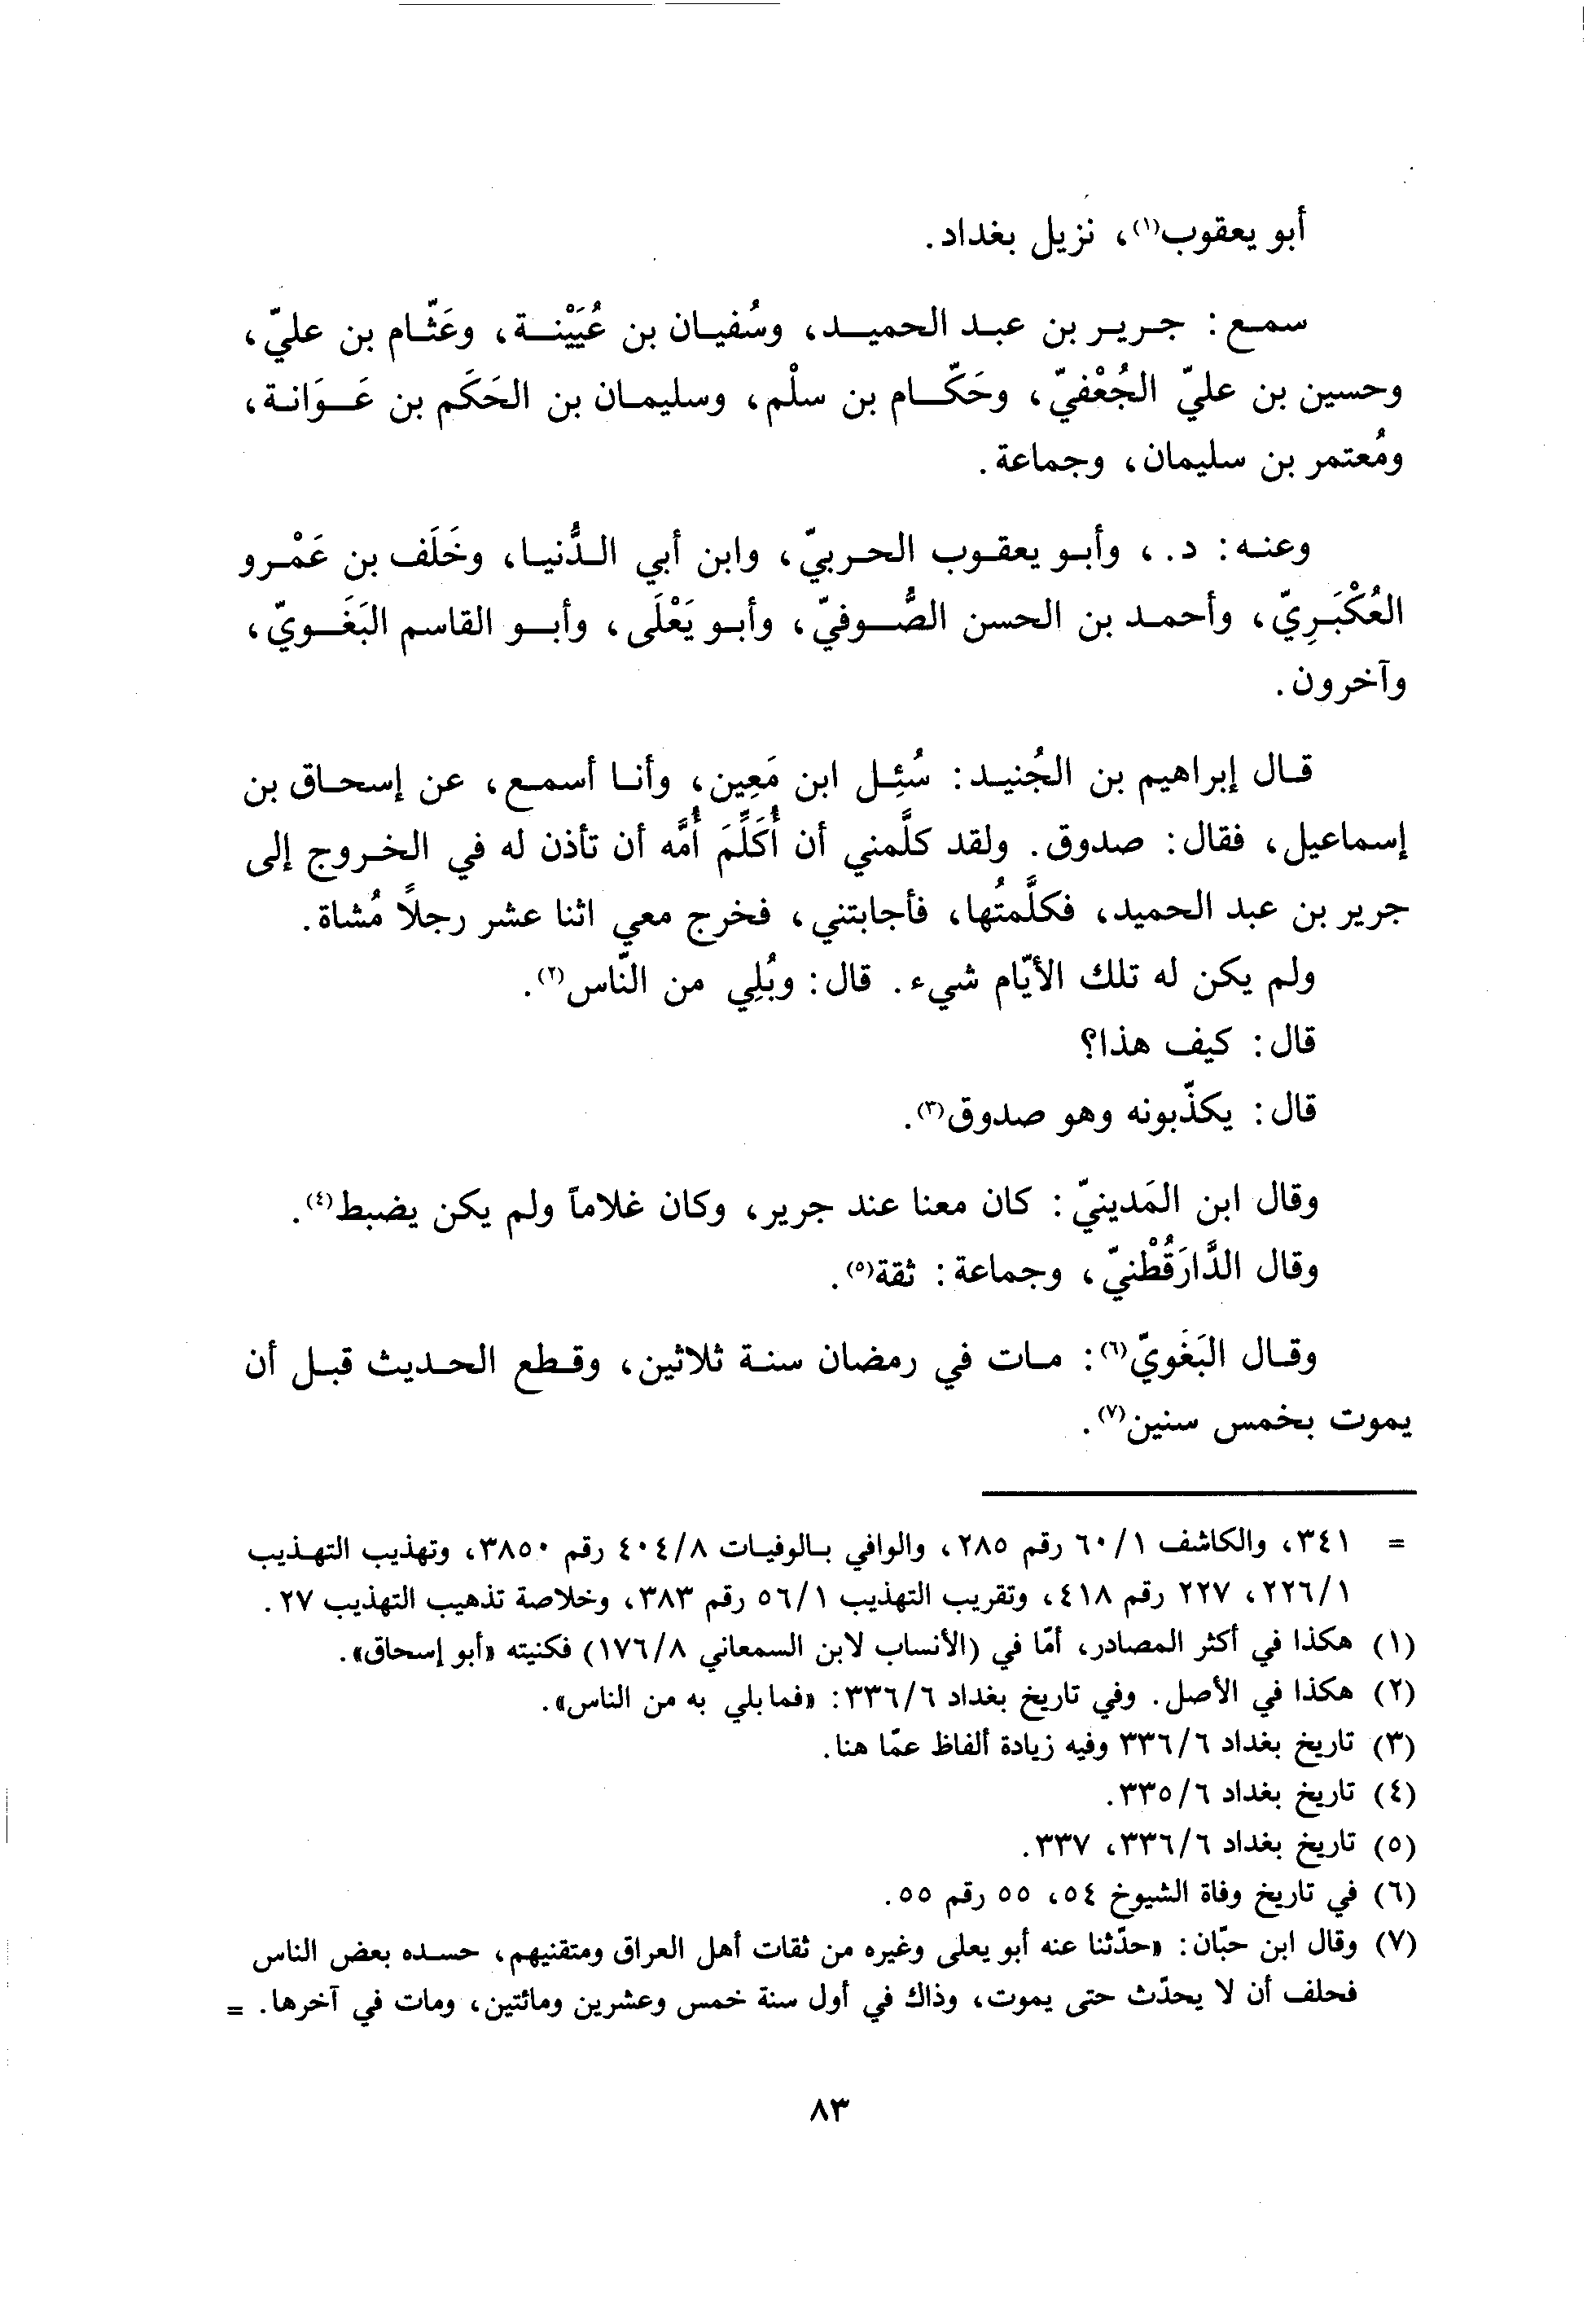 أبو يعقوب(١)، نزيل بغداد.
سمع: جرير بن عبد الحميد، وسُفيان بن عُيَيْنة، وعَثّام بن عليّ،
وحسين بن عليّ الجُعْفيّ، وحَكّام بن سلْم، وسليمان بن الحَكَم بن عَوَانة،
ومُعتمر بن سليمان، وجماعة.
وعنه: د.، وأبو يعقوب الحربيّ، وابن أبي الدُّنيا، وخَلَف بن عَمْرو
العُكْبَرِيّ، وأحمد بن الحسن الصُّوفيّ، وأبو يَعْلَى، وأبو القاسم البَغَويّ،
وآخرون.
قال إبراهيم بن الجُنيد: سُئِل ابن مَعِين، وأنا أسمع، عن إسحاق بن
إسماعيل، فقال: صدوق. ولقد كلَّمني أن أُكَلِّمَ أُمَّه أن تأذن له في الخروج إلى
جرير بن عبد الحميد، فكلَّمتُها، فأجابتني، فخرج معي اثنا عشر رجلاً مُشاة.
ولم يكن له تلك الأيّام شيء. قال: وبُلِي من النّاس(٢).
قال: كيف هذا؟
قال: يكذّبونه وهو صدوق(٣).
وقال ابن المَدينيّ: كان معنا عند جرير، وكان غلاماً ولم يكن يضبط(٤).
وقال الدَّارَقُطْنيّ، وجماعة: ثقة(٥).
وقال البَغَويّ(٦): مات في رمضان سنة ثلاثين، وقطع الحديث قبل أن
يموت بخمس سنين(٧).
= ٣٤١، والكاشف ٦٠/١ رقم ٢٨٥، والوافي بالوفيات ٤٠٤/٨ رقم ٣٨٥٠، وتهذيب التهذيب
٢٢٦/١، ٢٢٧ رقم ٤١٨، وتقريب التهذيب ٥٦/١ رقم ٣٨٣، وخلاصة تذهيب التهذيب ٢٧.
(١) هكذا في أكثر المصادر، أمّا في (الأنساب لابن السمعاني ١٧٦/٨) فكنيته «أبو إسحاق».
(٢) هكذا في الأصل. وفي تاريخ بغداد ٣٣٦/٦: «فما بلي به من الناس».
(٣) تاريخ بغداد ٣٣٦/٦ وفيه زيادة ألفاظ عمّا هنا.
(٤) تاريخ بغداد ٣٣٥/٦.
(٥) تاريخ بغداد ٣٣٦/٦، ٣٣٧.
(٦) في تاريخ وفاة الشيوخ ٥٤، ٥٥ رقم ٥٥.
(٧) وقال ابن حبّان: «حدّثنا عنه أبو يعلى وغيره من ثقات أهل العراق ومتقنيهم، حسده بعض الناس
فحلف أن لا يحدّث حتى يموت، وذاك في أول سنة خمس وعشرين ومائتين، ومات في آخرها. =
٨٣